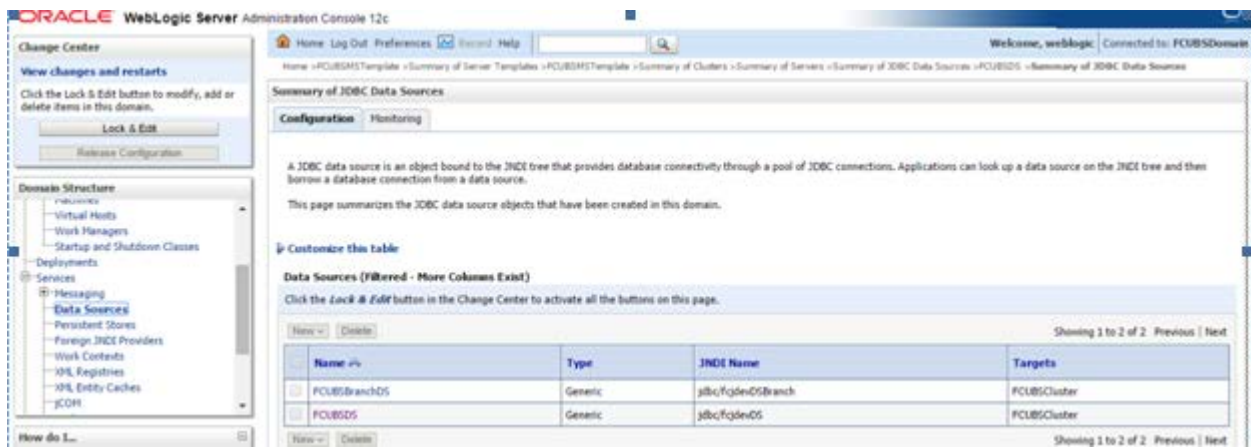 ORACLE WebLogic Server Administration Console 12c
Change Center
View changes and restarts
Click the Lock & Edit button to modify, add or
delete items in this domain.
Lock & Edit
Release Configuration
Domain Structure
Machines
Virtual Hosts
Work Managers
Startup and Shutdown Classes
Deployments
Services
Messaging
Data Sources
Persistent Stores
Foreign JNDI Providers
Work Contexts
XML Registries
XML Entity Caches
jCOM
How do I...
Home Log Out Preferences Record Help
Welcome, weblogic Connected to: FCUBSDomain
Home >FCUBSMSTemplate >Summary of Server Templates >FCUBSMSTemplate >Summary of Clusters >Summary of Servers >Summary of JDBC Data Sources >FCUBSDS >Summary of JDBC Data Sources
Summary of JDBC Data Sources
Configuration Monitoring
A JDBC data source is an object bound to the JNDI tree that provides database connectivity through a pool of JDBC connections. Applications can look up a data source on the JNDI tree and then
borrow a database connection from a data source.
This page summarizes the JDBC data source objects that have been created in this domain.
Customize this table
Data Sources (Filtered - More Columns Exist)
Click the Lock & Edit button in the Change Center to activate all the buttons on this page.
New Delete Showing 1 to 2 of 2 Previous | Next
Name Type JNDI Name Targets
FCUBSBranchDS Generic jdbc/fcjdevDSBranch FCUBSCluster
FCUBSDS Generic jdbc/fcjdevDS FCUBSCluster
New Delete Showing 1 to 2 of 2 Previous | Next